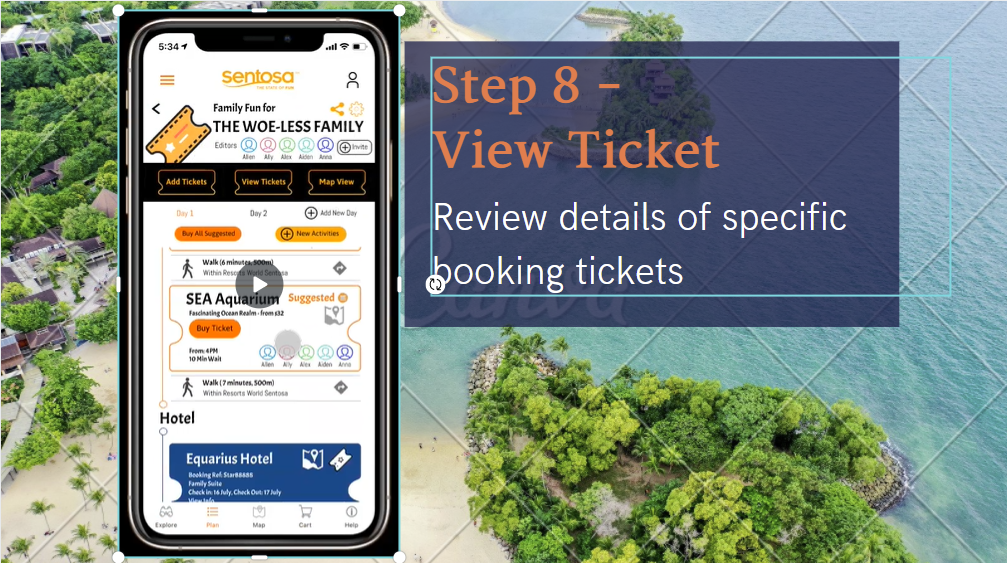 5:34
sentosa
THE STATE OF FUN
Family Fun for
THE WOE-LESS FAMILY
Editors
Allen Ally Alex Aiden Anna
Invite
Add Tickets View Tickets Map View
Day 1 Day 2 Add New Day
Buy All Suggested New Activities
Walk (6 minutes, 500m)
Within Resorts World Sentosa
SEA Aquarium Suggested
Fascinating Ocean Realm - from $32
Buy Ticket
From: 4PM
10 Min Wait
Allen Ally Alex Aiden Anna
Walk (7 minutes, 500m)
Within Resorts World Sentosa
Hotel
Equarius Hotel
Booking Ref: Star88885
Family Suite
Check in: 16 July, Check Out: 17 July
View Info
Explore Plan Map Cart Help
Step 8 –
View Ticket
Review details of specific
booking tickets
Canva